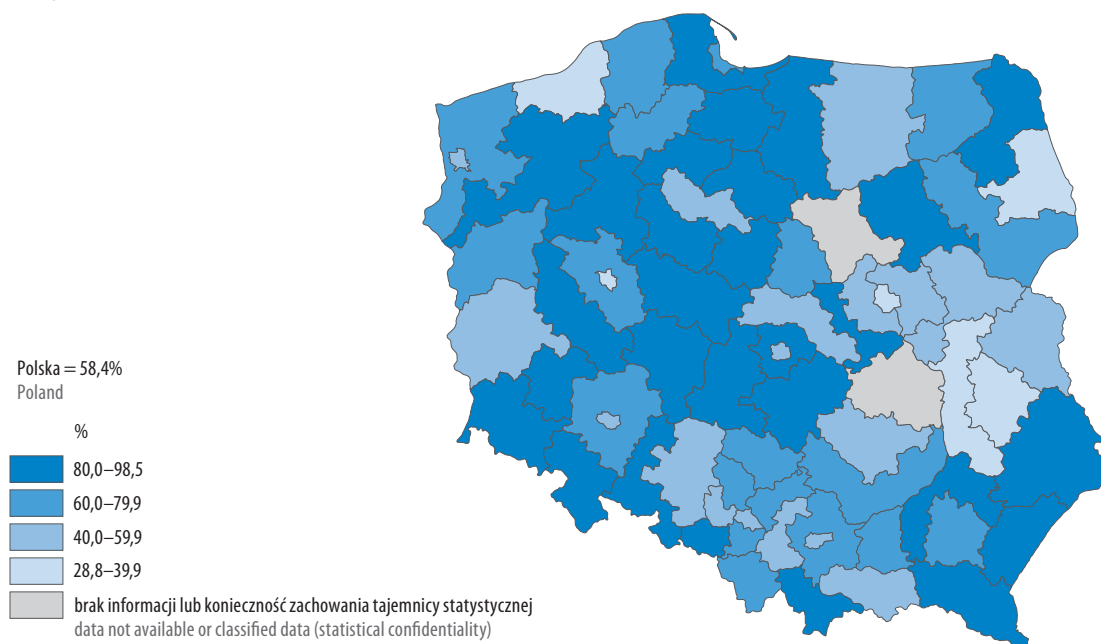 Polska = 58,4%
Poland
%
80,0–98,5
60,0–79,9
40,0–59,9
28,8–39,9
brak informacji lub konieczność zachowania tajemnicy statystycznej
data not available or classified data (statistical confidentiality)